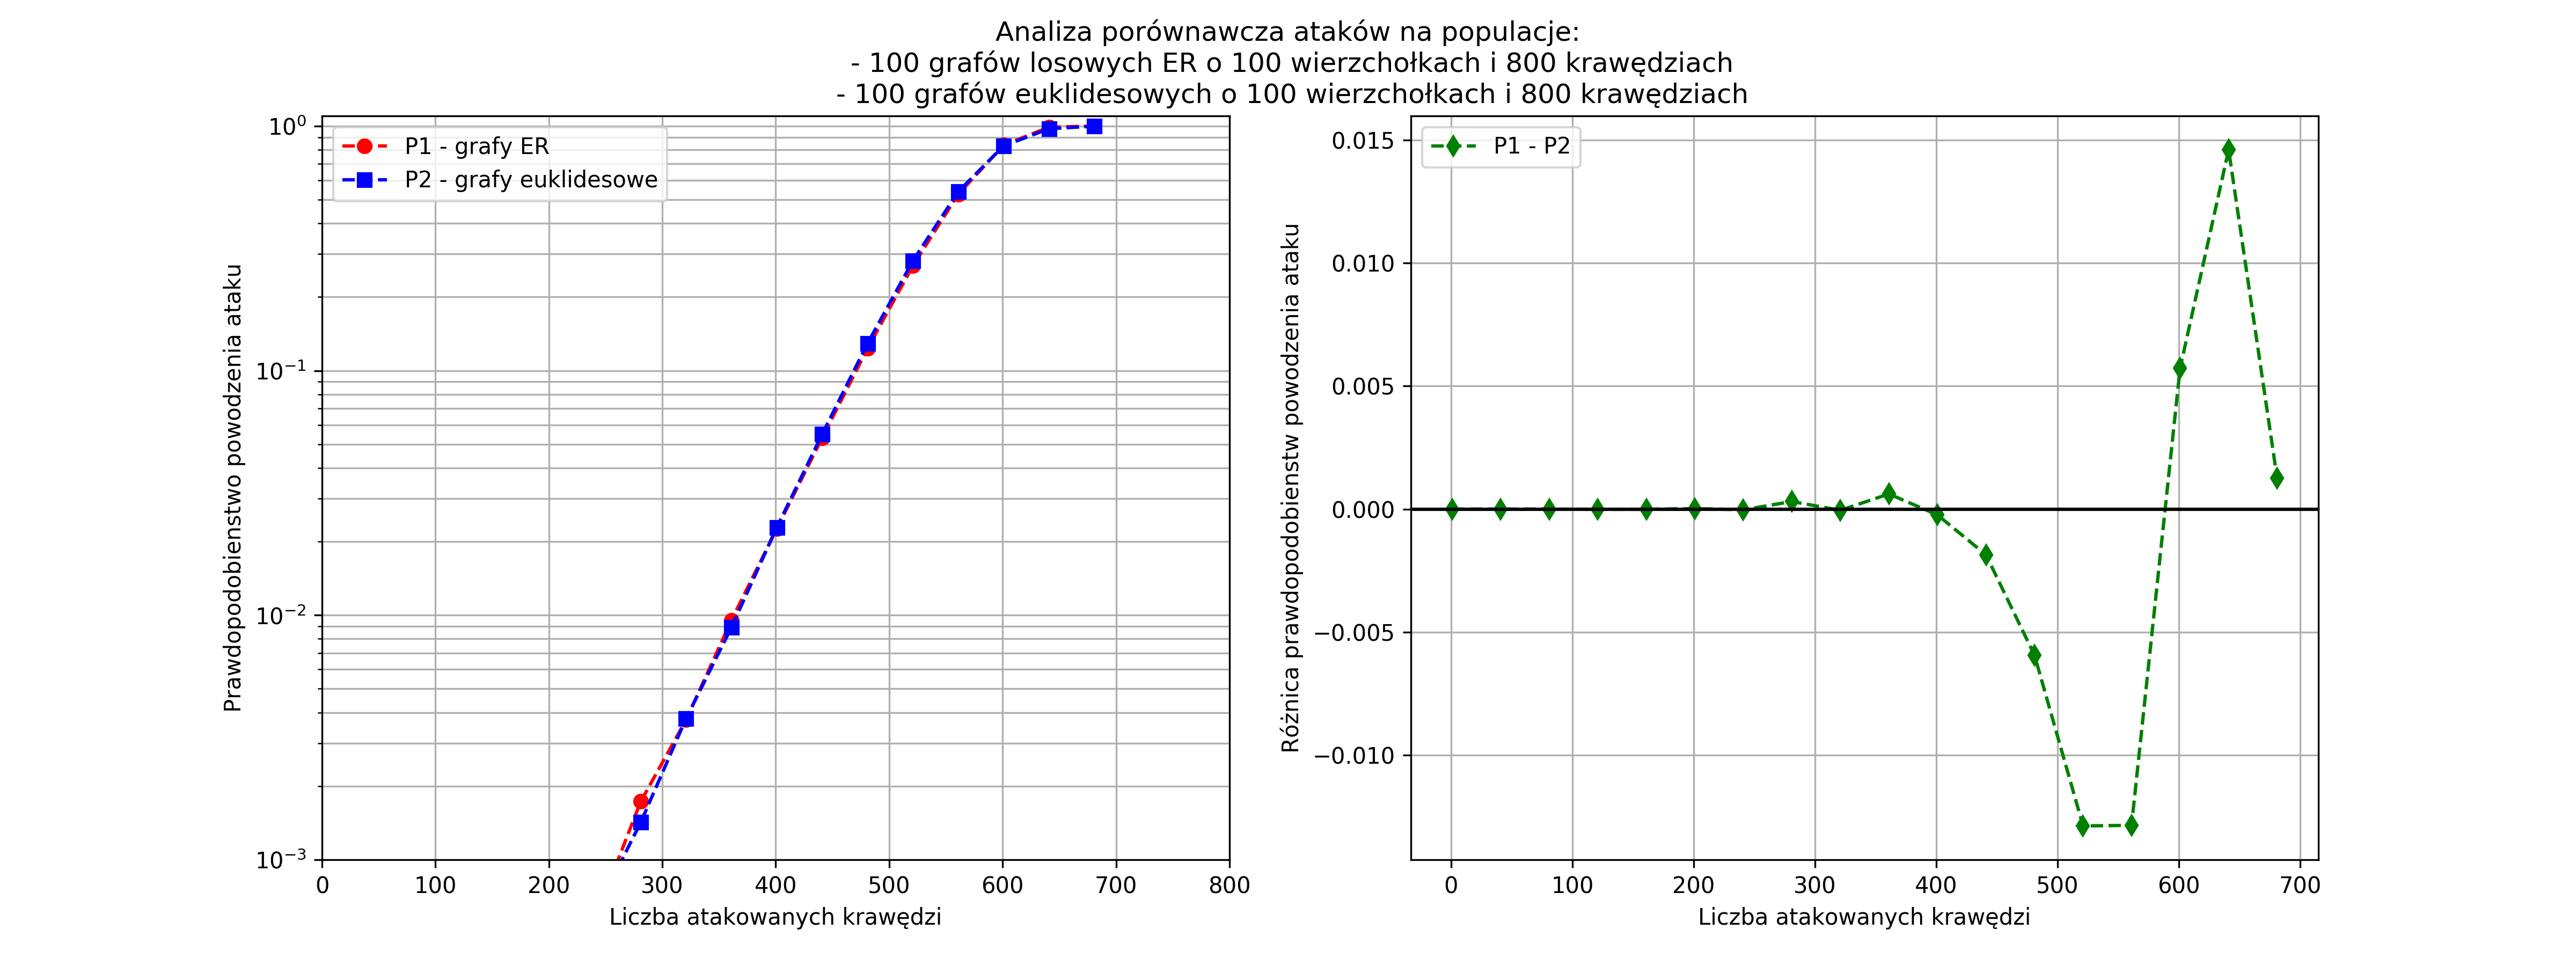 Analiza porównawcza ataków na populacje:
- 100 grafów losowych ER o 100 wierzchołkach i 800 krawędziach
- 100 grafów euklidesowych o 100 wierzchołkach i 800 krawędziach
P1 - grafy ER
P2 - grafy euklidesowe
Prawdopodobienstwo powodzenia ataku
10⁰
10⁻¹
10⁻²
10⁻³
0 100 200 300 400 500 600 700 800
Liczba atakowanych krawędzi
P1 - P2
Różnica prawdopodobienstw powodzenia ataku
0.015
0.010
0.005
0.000
−0.005
−0.010
0 100 200 300 400 500 600 700
Liczba atakowanych krawędzi